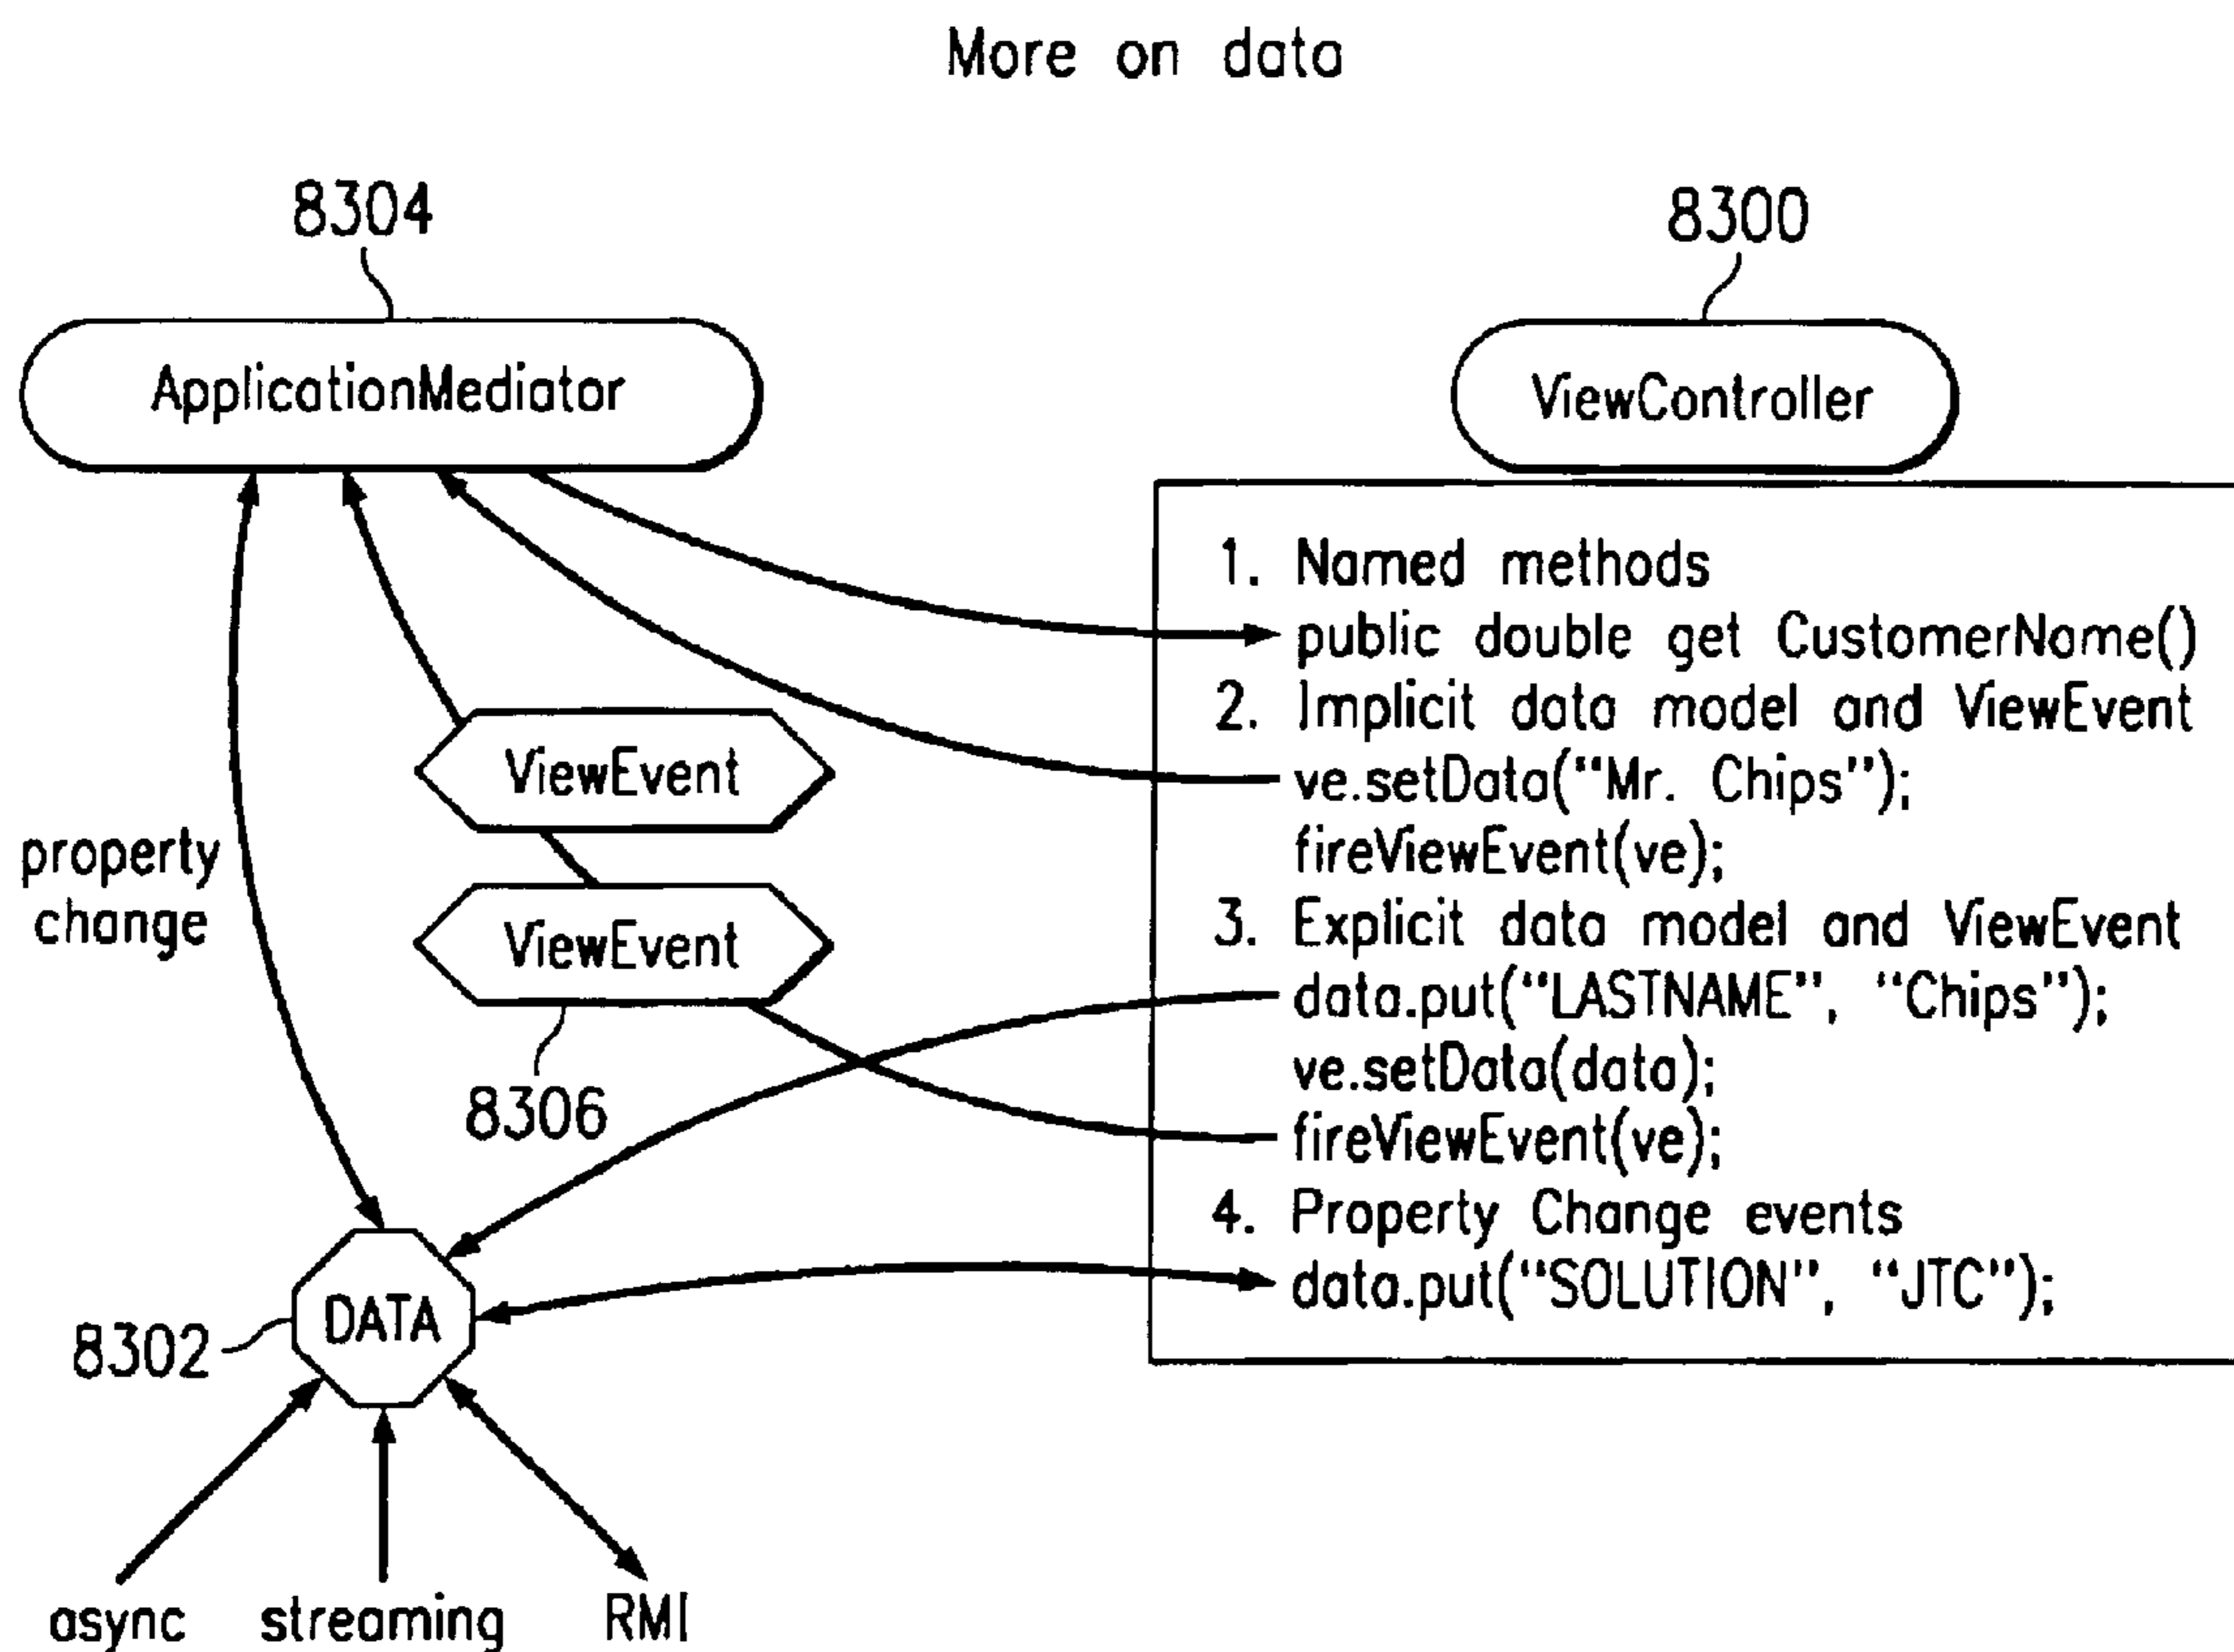 More on data
8304
8300
ApplicationMediator
ViewController
1. Named methods
public double get CustomerName()
2. Implicit data model and ViewEvent
ve.setData("Mr. Chips");
fireViewEvent(ve);
3. Explicit data model and ViewEvent
data.put("LASTNAME", "Chips");
ve.setData(data);
fireViewEvent(ve);
4. Property Change events
data.put("SOLUTION", "JTC");
ViewEvent
ViewEvent
property
change
8306
DATA
8302
async
streaming
RMI